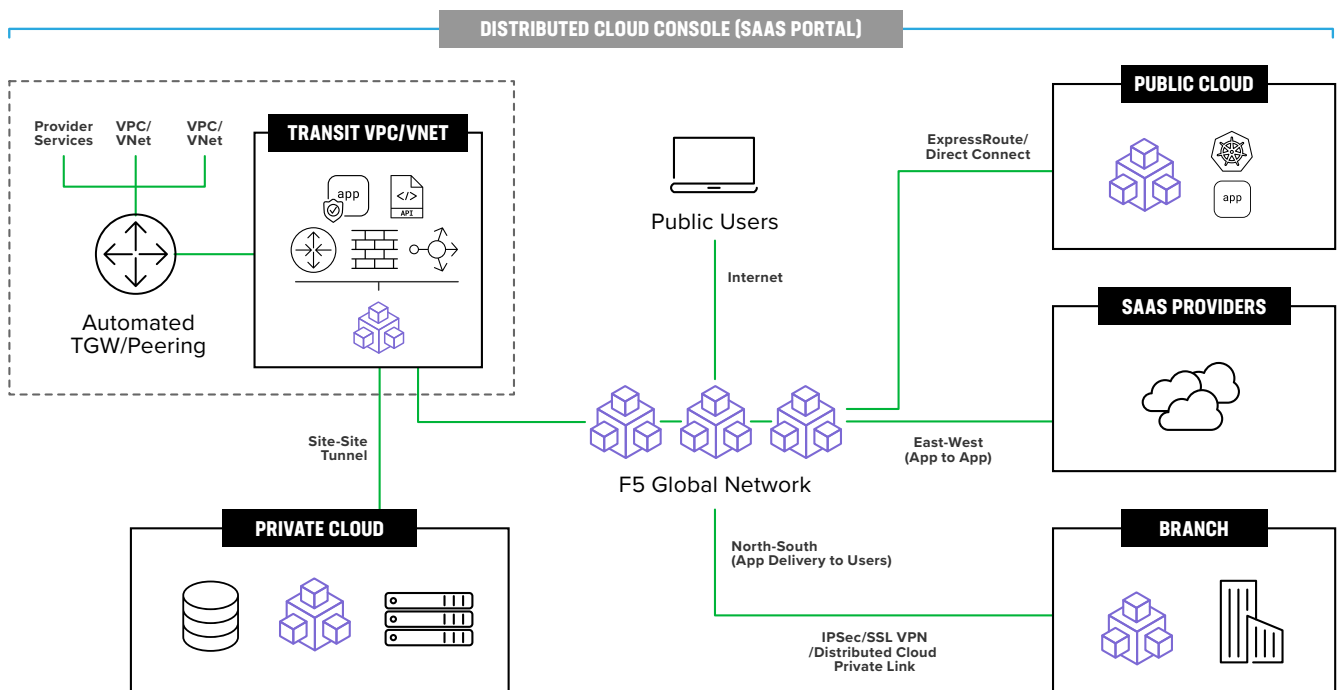 DISTRIBUTED CLOUD CONSOLE (SAAS PORTAL)
Provider
Services
VPC/
VNet
VPC/
VNet
TRANSIT VPC/VNET
app
</>
API
Automated
TGW/Peering
Public Users
Internet
ExpressRoute/
Direct Connect
PUBLIC CLOUD
app
SAAS PROVIDERS
Site-Site
Tunnel
F5 Global Network
East-West
(App to App)
PRIVATE CLOUD
North-South
(App Delivery to Users)
IPSec/SSL VPN
/Distributed Cloud
Private Link
BRANCH